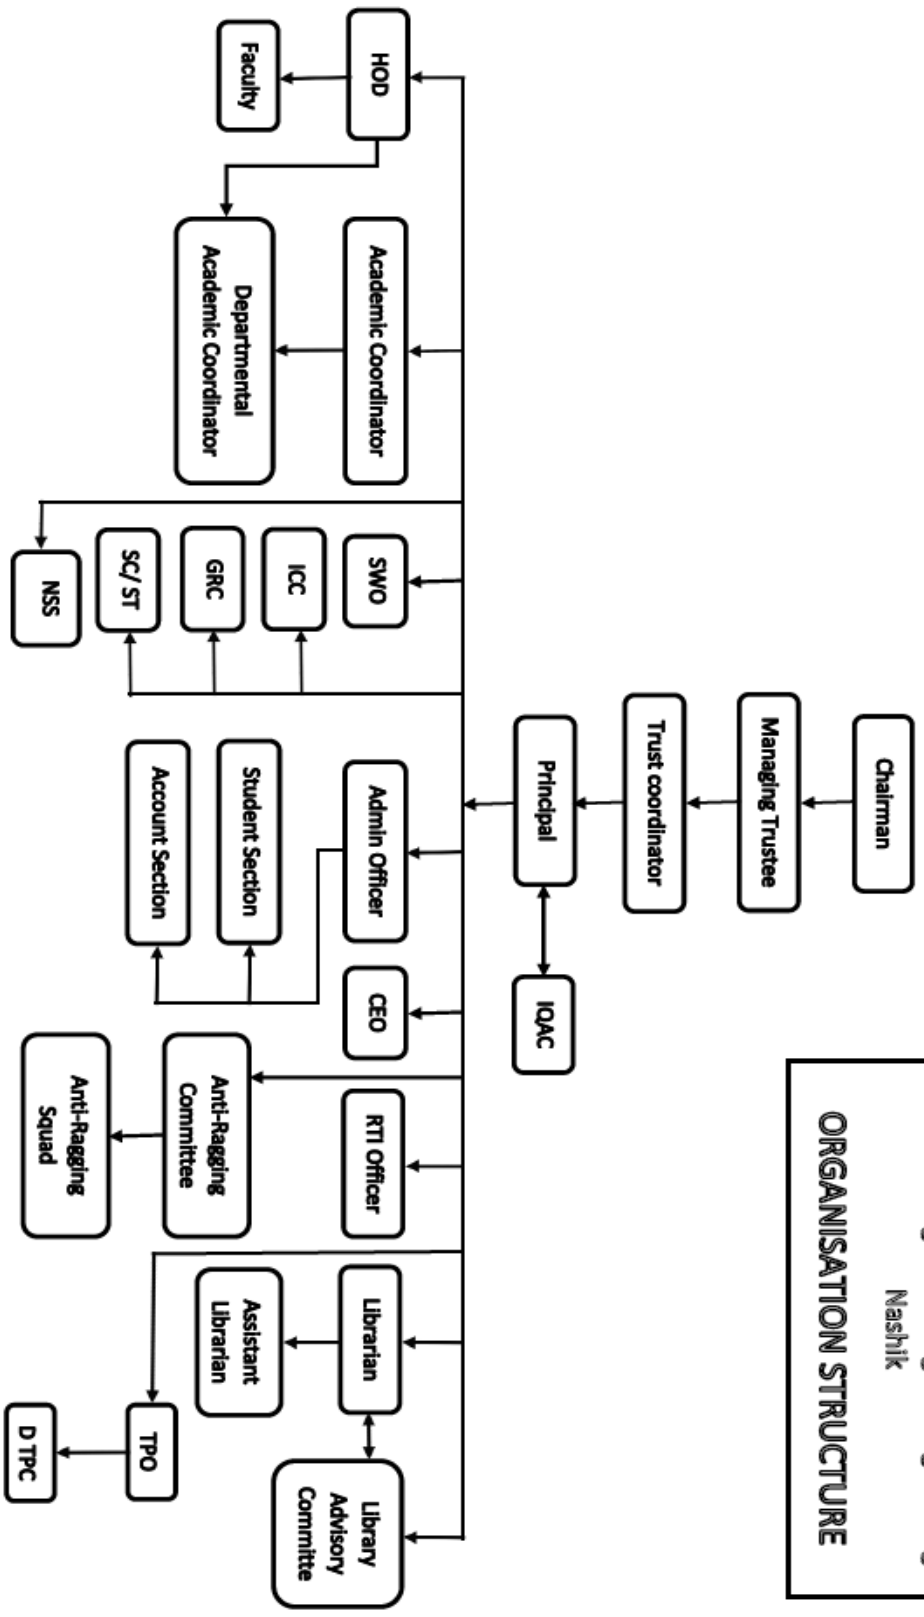 Nashik
ORGANISATION STRUCTURE
Chairman
Managing Trustee
Trust coordinator
Principal
IQAC
HOD
Academic Coordinator
SWO
Admin Officer
CEO
RTI Officer
Librarian
Library
Advisory
Committe
Faculty
Departmental
Academic Coordinator
ICC
GRC
SC/ ST
NSS
Student Section
Account Section
Anti-Ragging
Committee
Anti-Ragging
Squad
Assistant
Librarian
TPO
D TPC